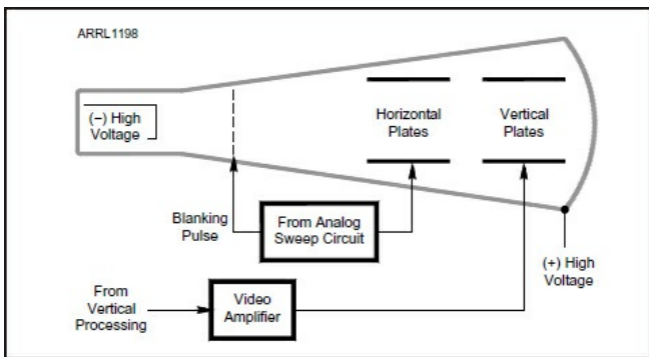 ARRL1198
(–) High
Voltage
Horizontal
Plates
Vertical
Plates
Blanking
Pulse
From Analog
Sweep Circuit
(+) High
Voltage
From
Vertical
Processing
Video
Amplifier